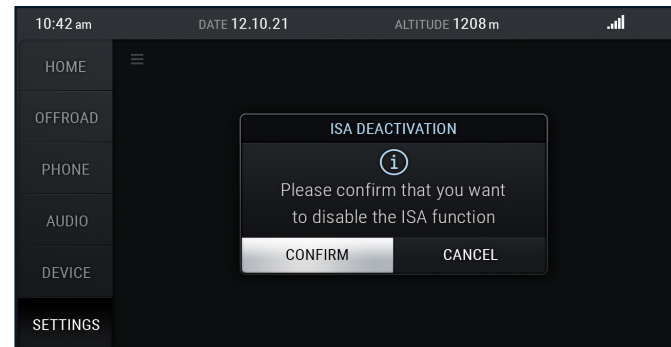 10:42 am DATE 12.10.21 ALTITUDE 1208 m
HOME
OFFROAD
PHONE
AUDIO
DEVICE
SETTINGS
ISA DEACTIVATION
Please confirm that you want
to disable the ISA function
CONFIRM CANCEL